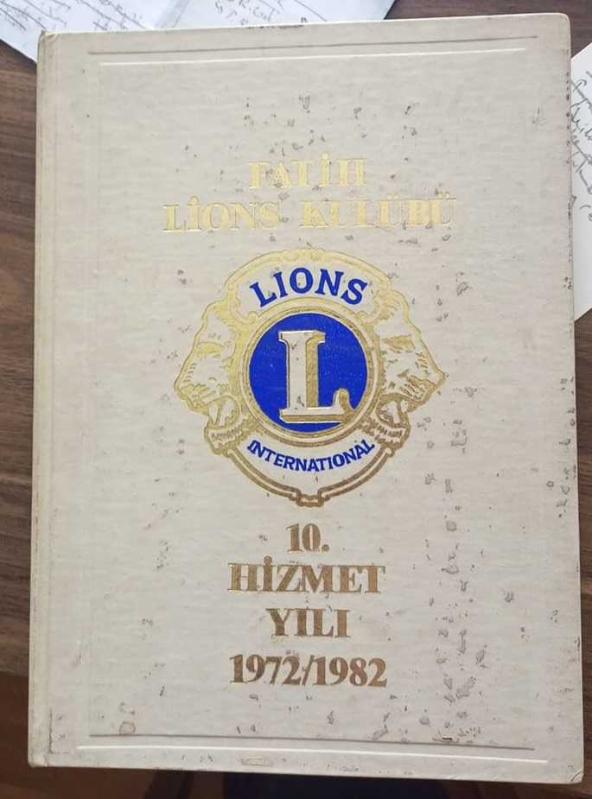 FATİH
LİONS KULÜBÜ
LIONS
L
INTERNATIONAL
10.
HİZMET
YILI
1972/1982